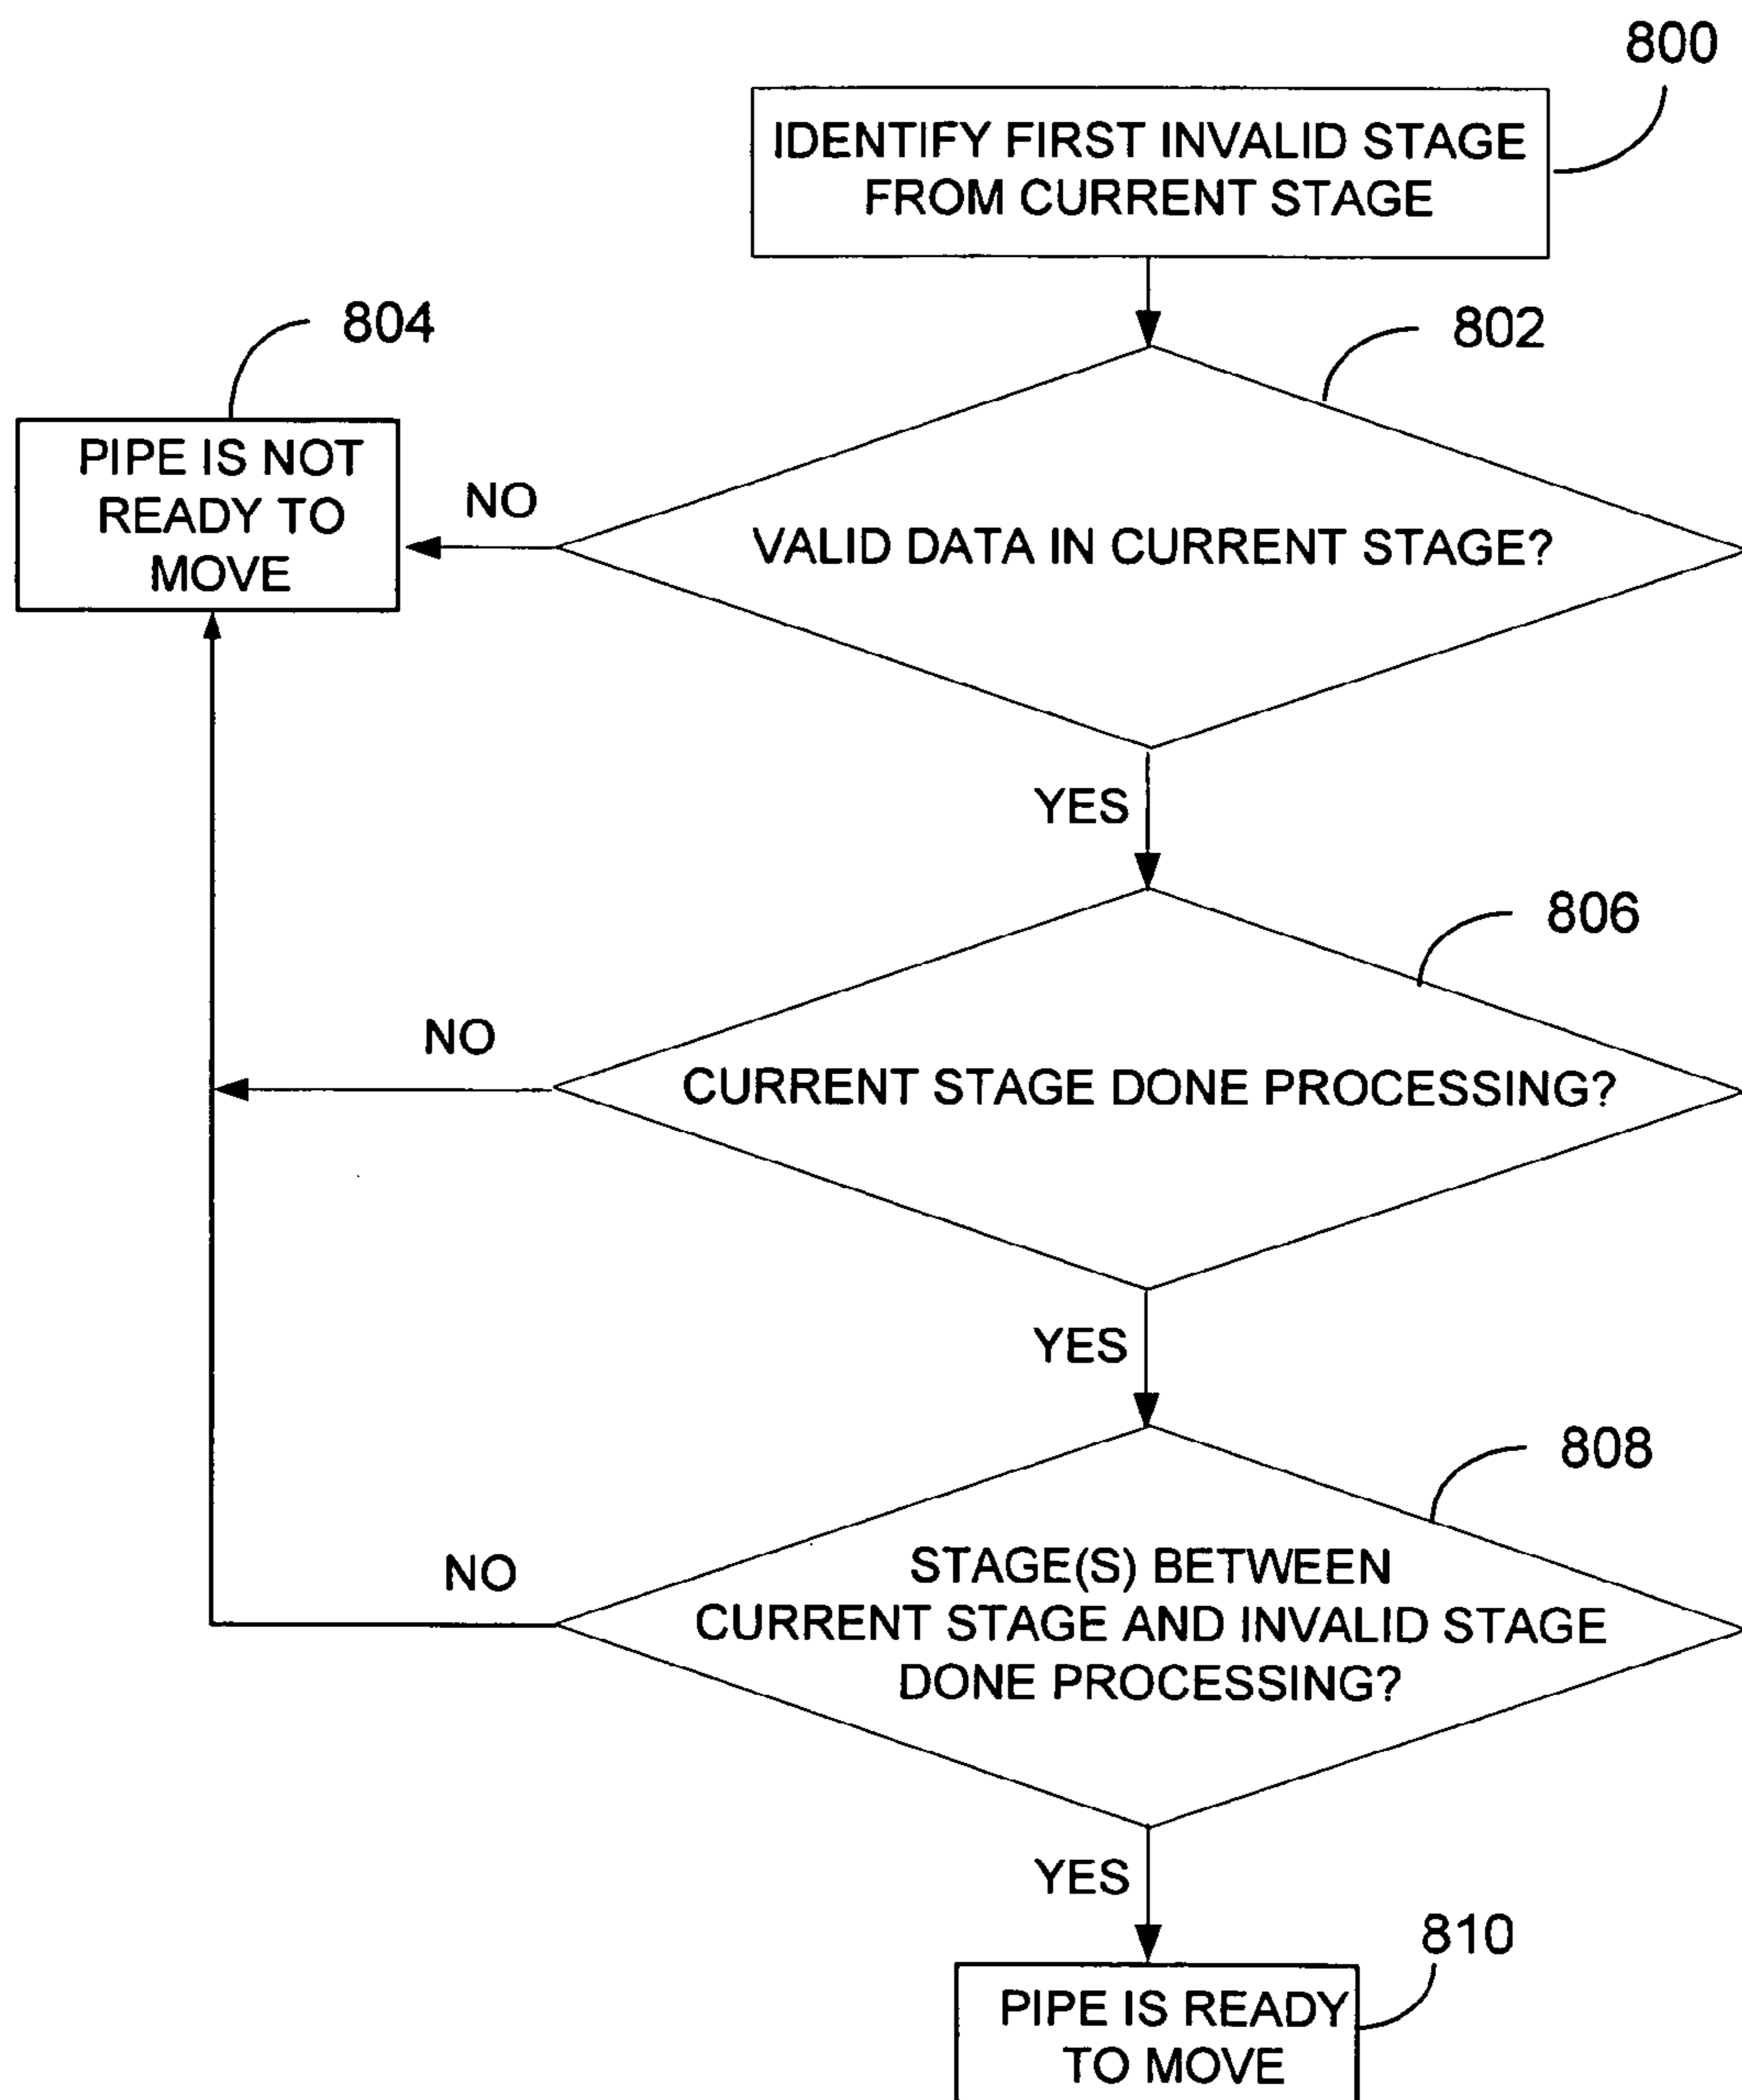 800
IDENTIFY FIRST INVALID STAGE
FROM CURRENT STAGE
804
802
PIPE IS NOT
READY TO
MOVE
NO
VALID DATA IN CURRENT STAGE?
YES
806
NO
CURRENT STAGE DONE PROCESSING?
YES
808
NO
STAGE(S) BETWEEN
CURRENT STAGE AND INVALID STAGE
DONE PROCESSING?
YES
810
PIPE IS READY
TO MOVE